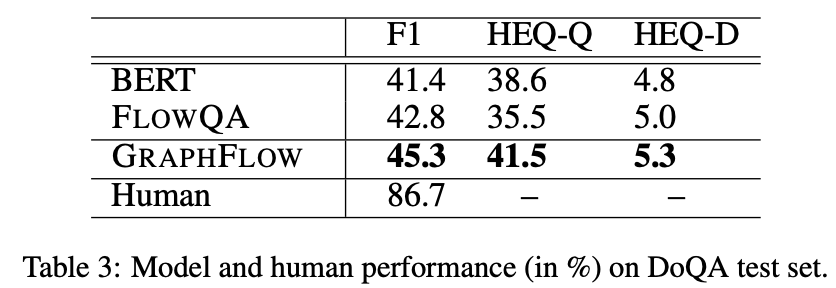 F1 HEQ-Q HEQ-D
BERT 41.4 38.6 4.8
FLOWQA 42.8 35.5 5.0
GRAPHFLOW 45.3 41.5 5.3
Human 86.7 – –
Table 3: Model and human performance (in %) on DoQA test set.